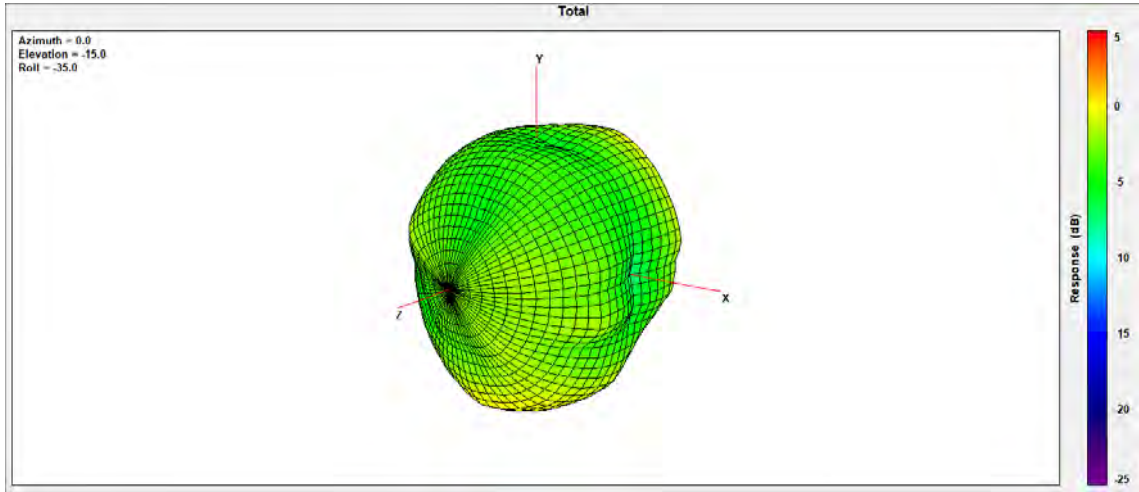 Total
Azimuth = 0.0
Elevation = -15.0
Roll = -35.0
Y
X
Z
5
0
-5
10
15
-20
-25
Response (dB)